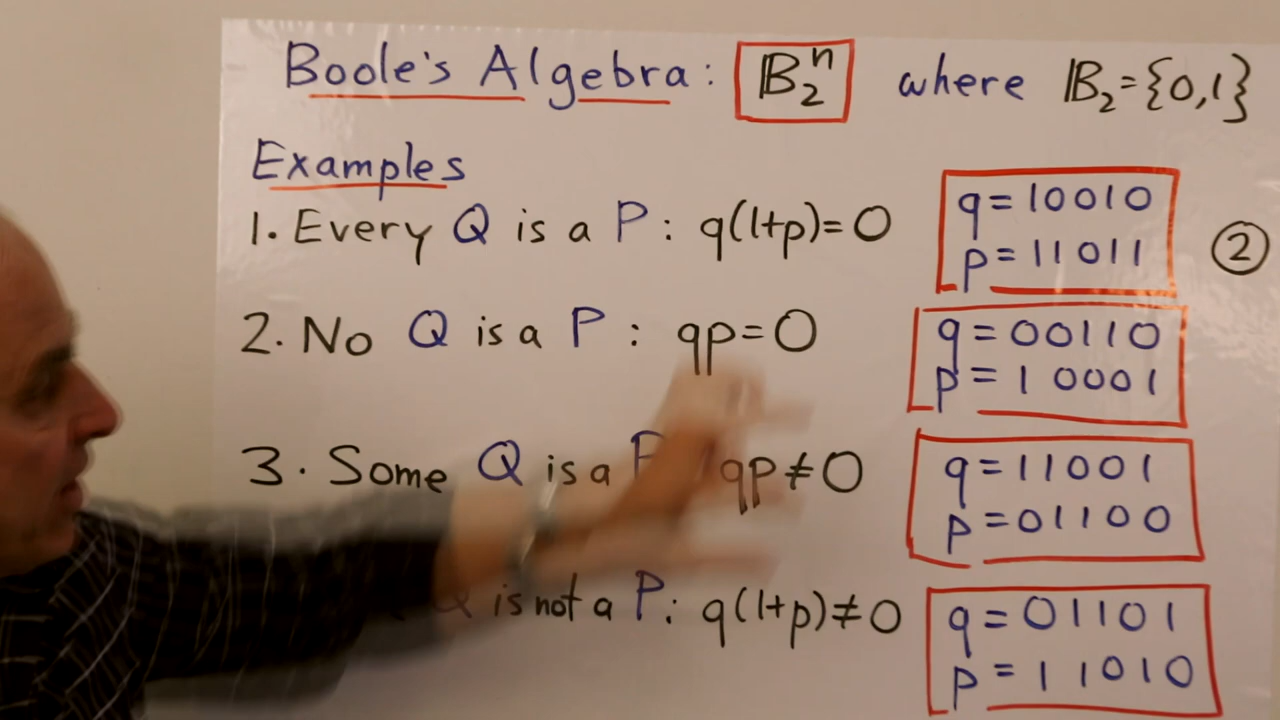 Boole's Algebra: 𝔹₂ⁿ where 𝔹₂={0,1}
Examples
1. Every Q is a P: q(1+p)=0
q=10010
p=11011
②
2. No Q is a P: qp=0
q=00110
p=10001
3. Some Q is a P qp≠0
q=11001
p=01100
Q is not a P: q(1+p)≠0
q=01101
p=11010